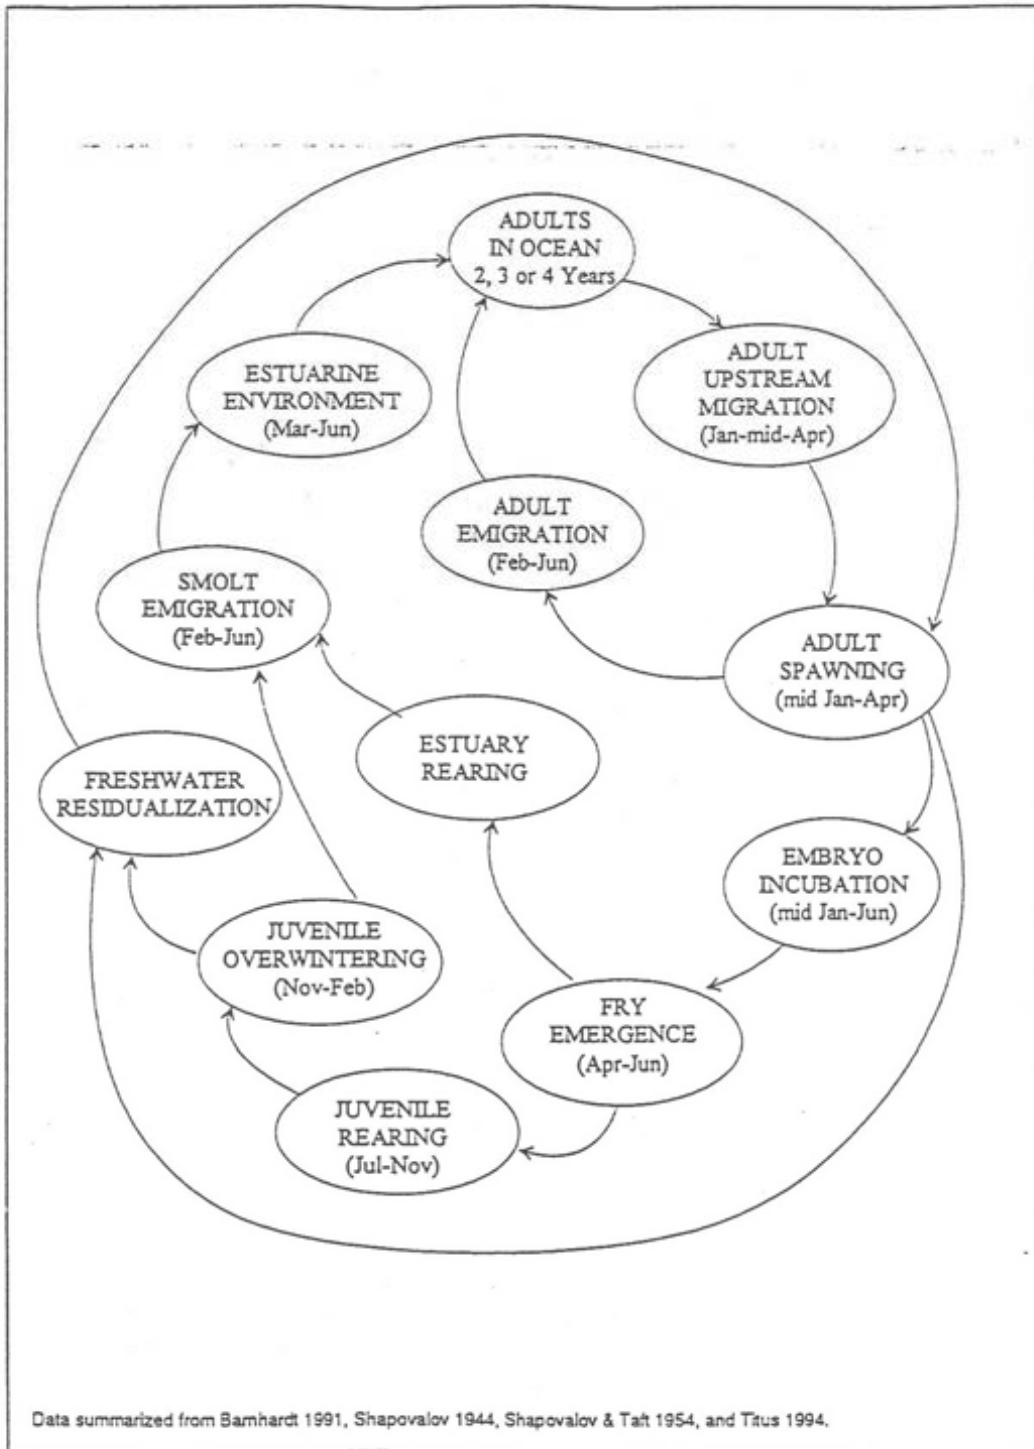 ADULTS
IN OCEAN
2, 3 or 4 Years
ADULT
UPSTREAM
MIGRATION
(Jan-mid-Apr)
ESTUARINE
ENVIRONMENT
(Mar-Jun)
ADULT
EMIGRATION
(Feb-Jun)
SMOLT
EMIGRATION
(Feb-Jun)
ADULT
SPAWNING
(mid Jan-Apr)
ESTUARY
REARING
FRESHWATER
RESIDUALIZATION
EMBRYO
INCUBATION
(mid Jan-Jun)
JUVENILE
OVERWINTERING
(Nov-Feb)
FRY
EMERGENCE
(Apr-Jun)
JUVENILE
REARING
(Jul-Nov)
Data summarized from Barnhardt 1991, Shapovalov 1944, Shapovalov & Taft 1954, and Titus 1994.